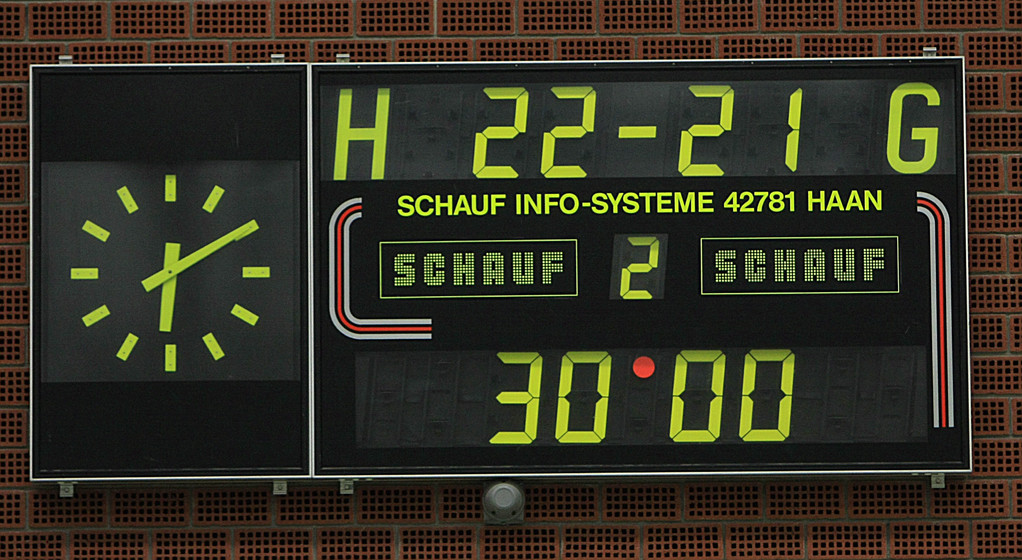 H 22-21 G
SCHAUF INFO-SYSTEME 42781 HAAN
SCHAUF 2 SCHAUF
30:00